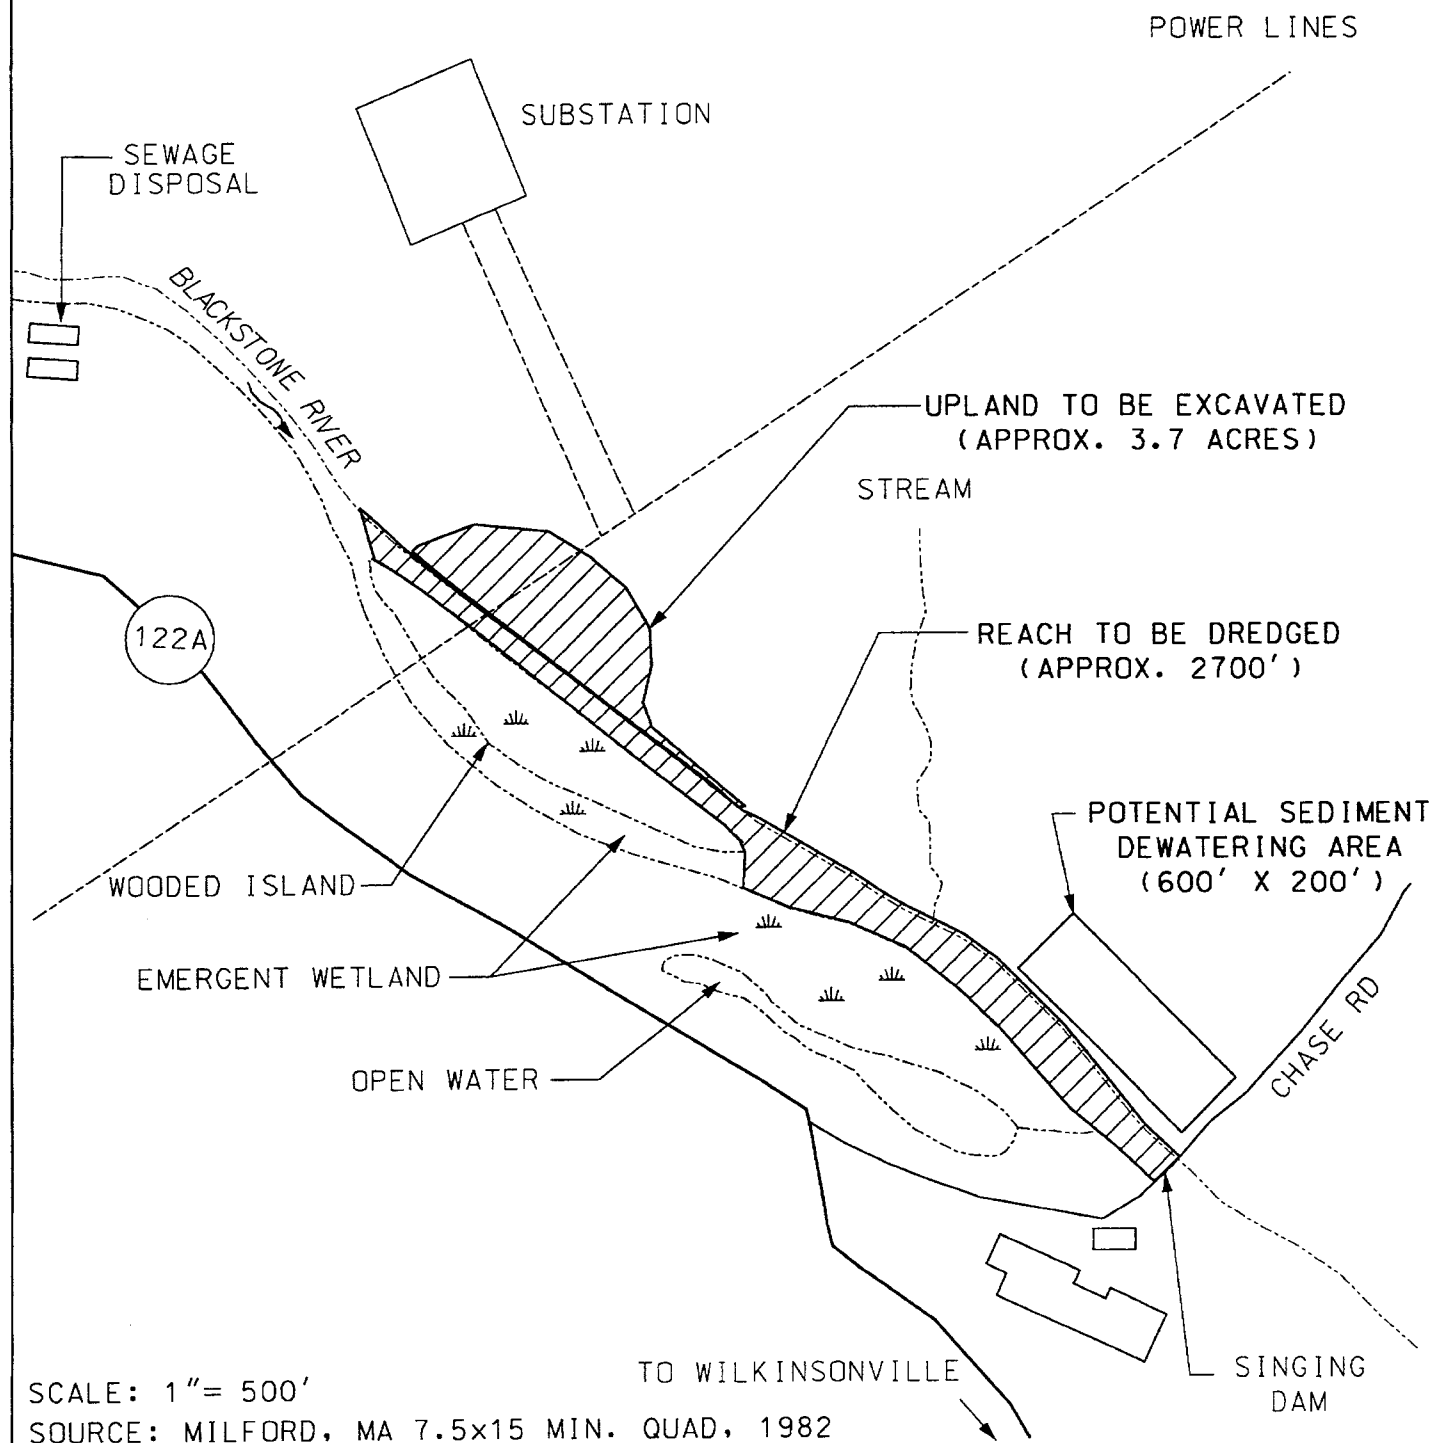 POWER LINES
SUBSTATION
SEWAGE
DISPOSAL
BLACKSTONE RIVER
UPLAND TO BE EXCAVATED
(APPROX. 3.7 ACRES)
STREAM
122A
REACH TO BE DREDGED
(APPROX. 2700')
POTENTIAL SEDIMENT
DEWATERING AREA
(600' X 200')
WOODED ISLAND
EMERGENT WETLAND
OPEN WATER
CHASE RD
TO WILKINSONVILLE
SINGING
DAM
SCALE: 1"= 500'
SOURCE: MILFORD, MA 7.5x15 MIN. QUAD, 1982